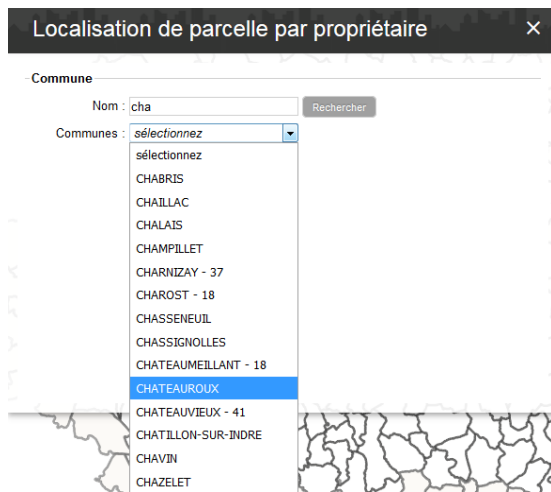 Localisation de parcelle par propriétaire ×
Commune
Nom : cha Rechercher
Communes : sélectionnez
sélectionnez
CHABRIS
CHAILLAC
CHALAIS
CHAMPILLET
CHARNIZAY - 37
CHAROST - 18
CHASSENEUIL
CHASSIGNOLLES
CHATEAUMEILLANT - 18
CHATEAUROUX
CHATEAUVIEUX - 41
CHATILLON-SUR-INDRE
CHAVIN
CHAZELET